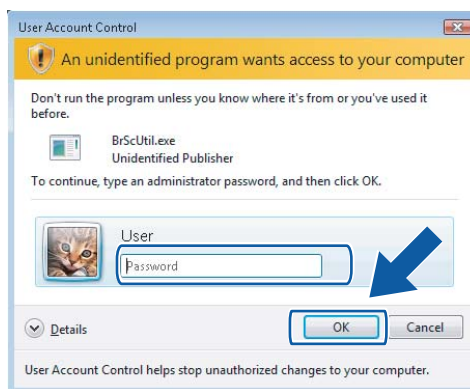 User Account Control
An unidentified program wants access to your computer
Don't run the program unless you know where it's from or you've used it
before.
BrScUtil.exe
Unidentified Publisher
To continue, type an administrator password, and then click OK.
User
Password
Details
OK
Cancel
User Account Control helps stop unauthorized changes to your computer.